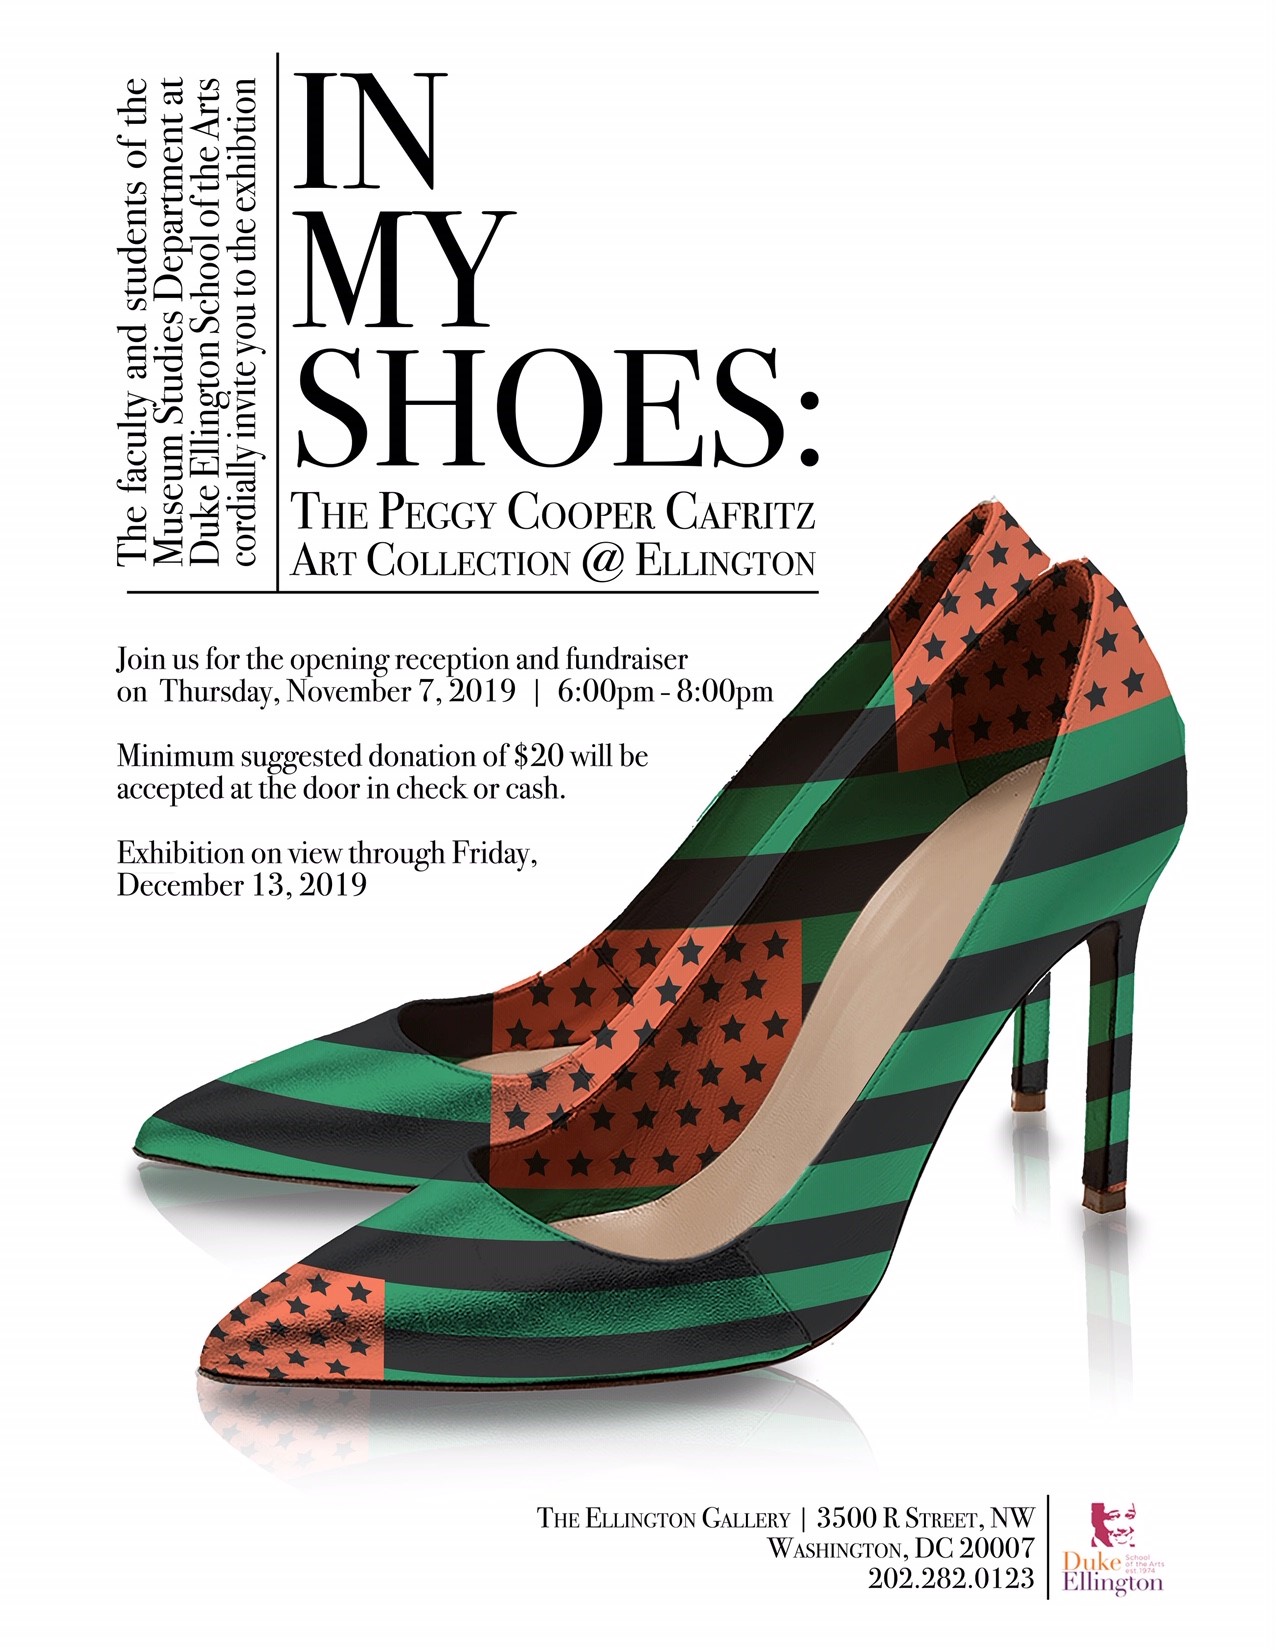 The faculty and students of the
Museum Studies Department at
Duke Ellington School of the Arts
cordially invite you to the exhibtion
IN
MY
SHOES:
THE PEGGY COOPER CAFRITZ
ART COLLECTION @ ELLINGTON
Join us for the opening reception and fundraiser
on Thursday, November 7, 2019 | 6:00pm - 8:00pm
Minimum suggested donation of $20 will be
accepted at the door in check or cash.
Exhibition on view through Friday,
December 13, 2019
THE ELLINGTON GALLERY | 3500 R STREET, NW
WASHINGTON, DC 20007
202.282.0123
Duke School of the Arts est. 1974
Ellington